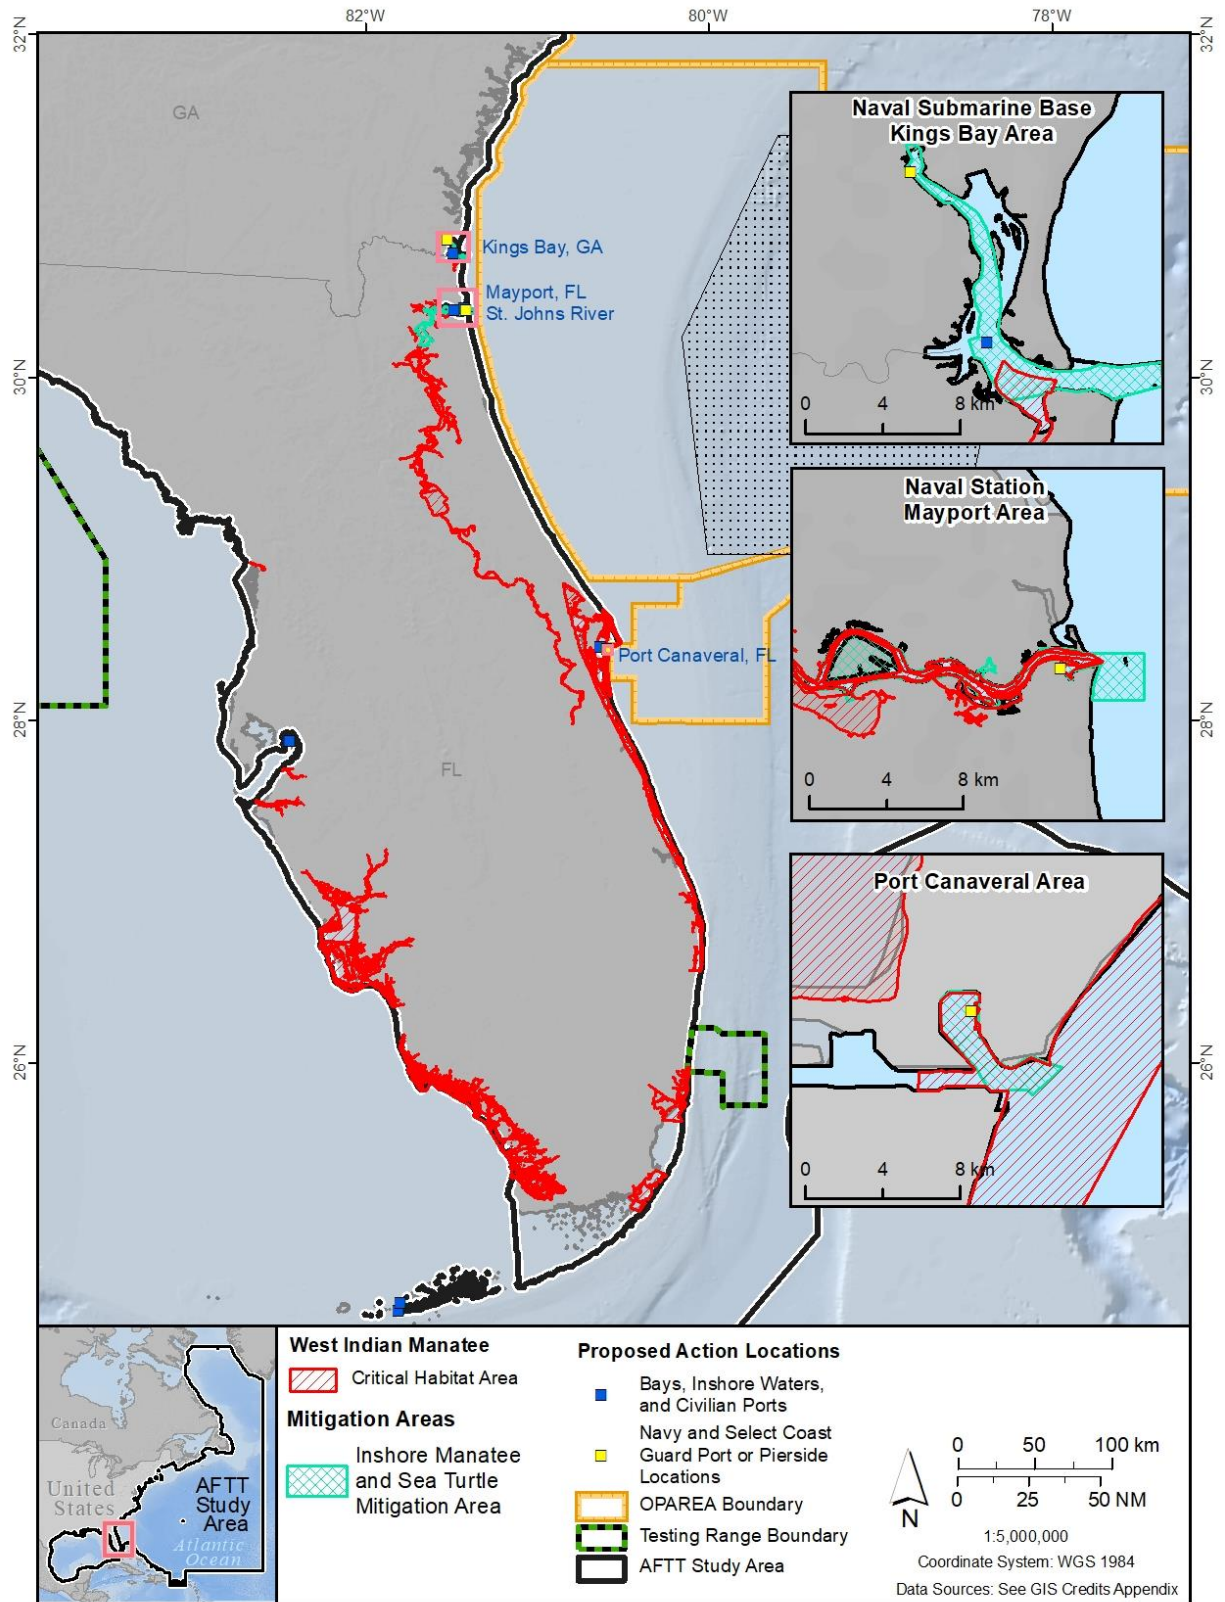 82°W
80°W
78°W
32°N
32°N
GA
Naval Submarine Base
Kings Bay Area
0
4
8 km
Kings Bay, GA
Mayport, FL
St. Johns River
30°N
30°N
Naval Station
Mayport Area
0
4
8 km
Port Canaveral, FL
28°N
28°N
FL
Port Canaveral Area
0
4
8 km
26°N
26°N
Canada
United
States
AFTT
Study
Area
Atlantic
Ocean
West Indian Manatee
Critical Habitat Area
Mitigation Areas
Inshore Manatee
and Sea Turtle
Mitigation Area
Proposed Action Locations
Bays, Inshore Waters,
and Civilian Ports
Navy and Select Coast
Guard Port or Pierside
Locations
OPAREA Boundary
Testing Range Boundary
AFTT Study Area
N
0
50
100 km
0
25
50 NM
1:5,000,000
Coordinate System: WGS 1984
Data Sources: See GIS Credits Appendix